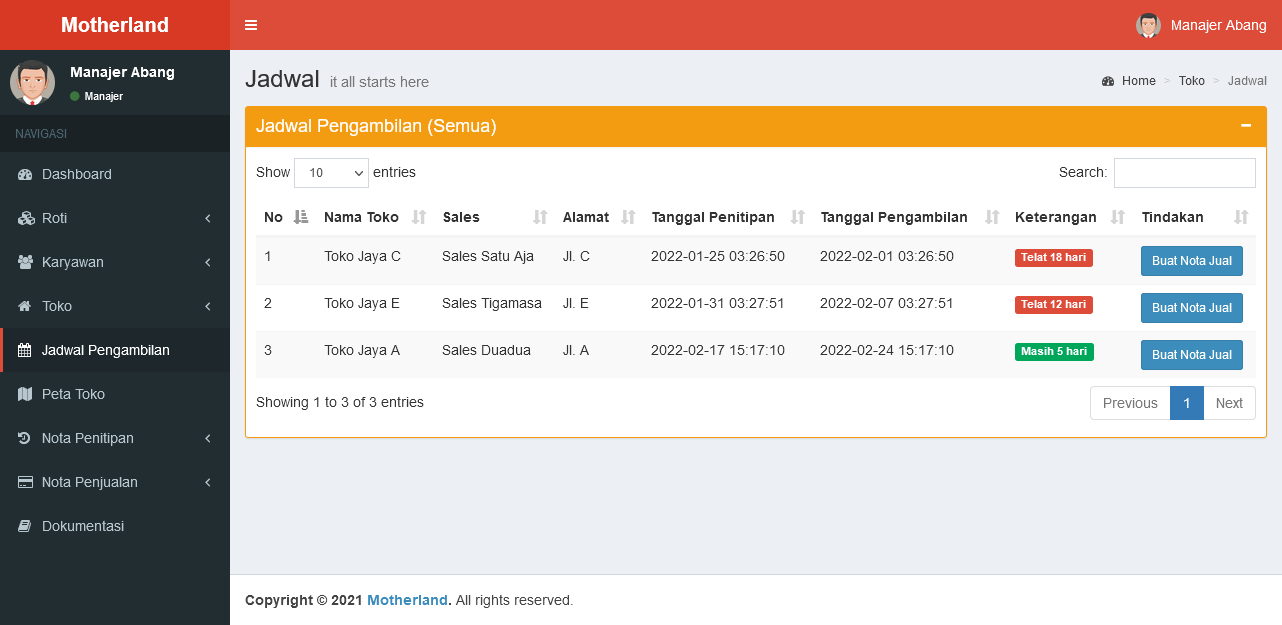 Motherland
Manajer Abang
Manajer Abang
Manajer
NAVIGASI
Dashboard
Roti
Karyawan
Toko
Jadwal Pengambilan
Peta Toko
Nota Penitipan
Nota Penjualan
Dokumentasi
Jadwal it all starts here
Home > Toko > Jadwal
Jadwal Pengambilan (Semua)
Show 10 entries
Search:
No Nama Toko Sales Alamat Tanggal Penitipan Tanggal Pengambilan Keterangan Tindakan
1 Toko Jaya C Sales Satu Aja Jl. C 2022-01-25 03:26:50 2022-02-01 03:26:50 Telat 18 hari Buat Nota Jual
2 Toko Jaya E Sales Tigamasa Jl. E 2022-01-31 03:27:51 2022-02-07 03:27:51 Telat 12 hari Buat Nota Jual
3 Toko Jaya A Sales Duadua Jl. A 2022-02-17 15:17:10 2022-02-24 15:17:10 Masih 5 hari Buat Nota Jual
Showing 1 to 3 of 3 entries
Previous 1 Next
Copyright © 2021 Motherland. All rights reserved.